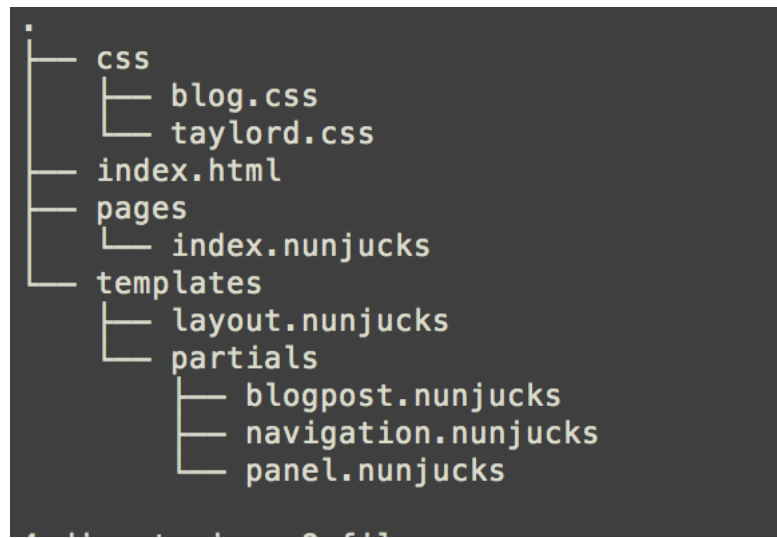 .
├── css
│   ├── blog.css
│   └── taylord.css
├── index.html
├── pages
│   └── index.nunjucks
└── templates
    ├── layout.nunjucks
    └── partials
        ├── blogpost.nunjucks
        ├── navigation.nunjucks
        └── panel.nunjucks